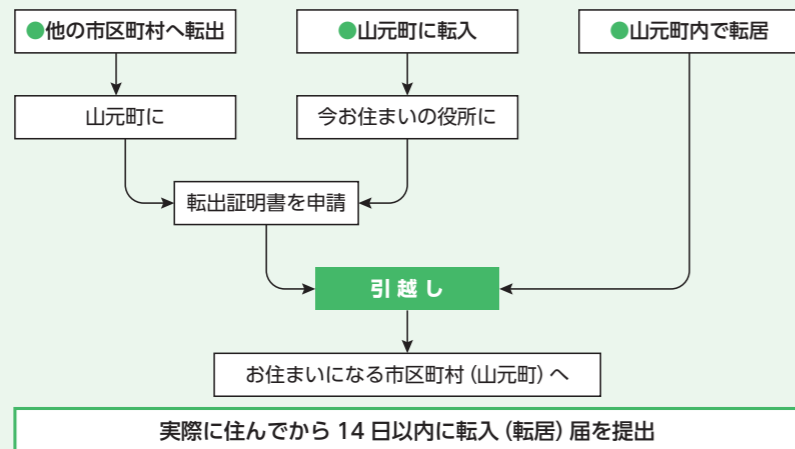 ●他の市区町村へ転出
●山元町に転入
●山元町内で転居
山元町に
今お住まいの役所に
転出証明書を申請
引越し
お住まいになる市区町村（山元町）へ
実際に住んでから 14 日以内に転入（転居）届を提出